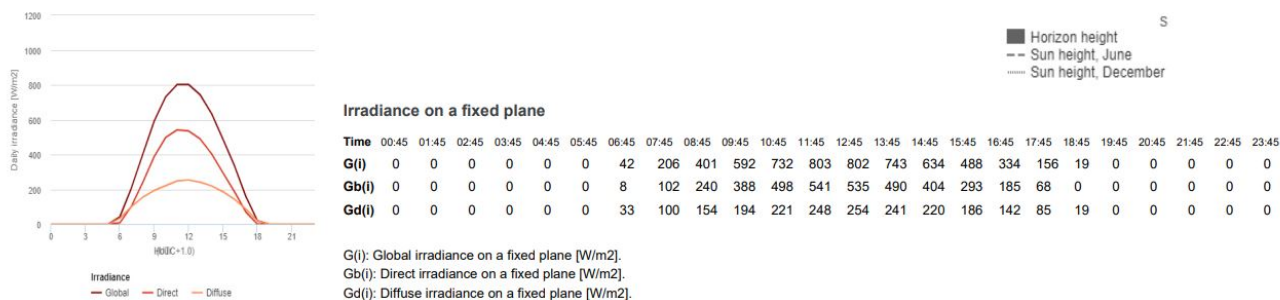 1200
1000
800
600
400
200
0
Daily irradiance [W/m2]
0 3 6 9 12 15 18 21
Irradiance
Global Direct Diffuse
S
Horizon height
Sun height, June
Sun height, December
Irradiance on a fixed plane
Time 00:45 01:45 02:45 03:45 04:45 05:45 06:45 07:45 08:45 09:45 10:45 11:45 12:45 13:45 14:45 15:45 16:45 17:45 18:45 19:45 20:45 21:45 22:45 23:45
G(i) 0 0 0 0 0 0 42 206 401 592 732 803 802 743 634 488 334 156 19 0 0 0 0 0
Gb(i) 0 0 0 0 0 0 8 102 240 388 498 541 535 490 404 293 185 68 0 0 0 0 0 0
Gd(i) 0 0 0 0 0 0 33 100 154 194 221 248 254 241 220 186 142 85 19 0 0 0 0 0
G(i): Global irradiance on a fixed plane [W/m2].
Gb(i): Direct irradiance on a fixed plane [W/m2].
Gd(i): Diffuse irradiance on a fixed plane [W/m2].